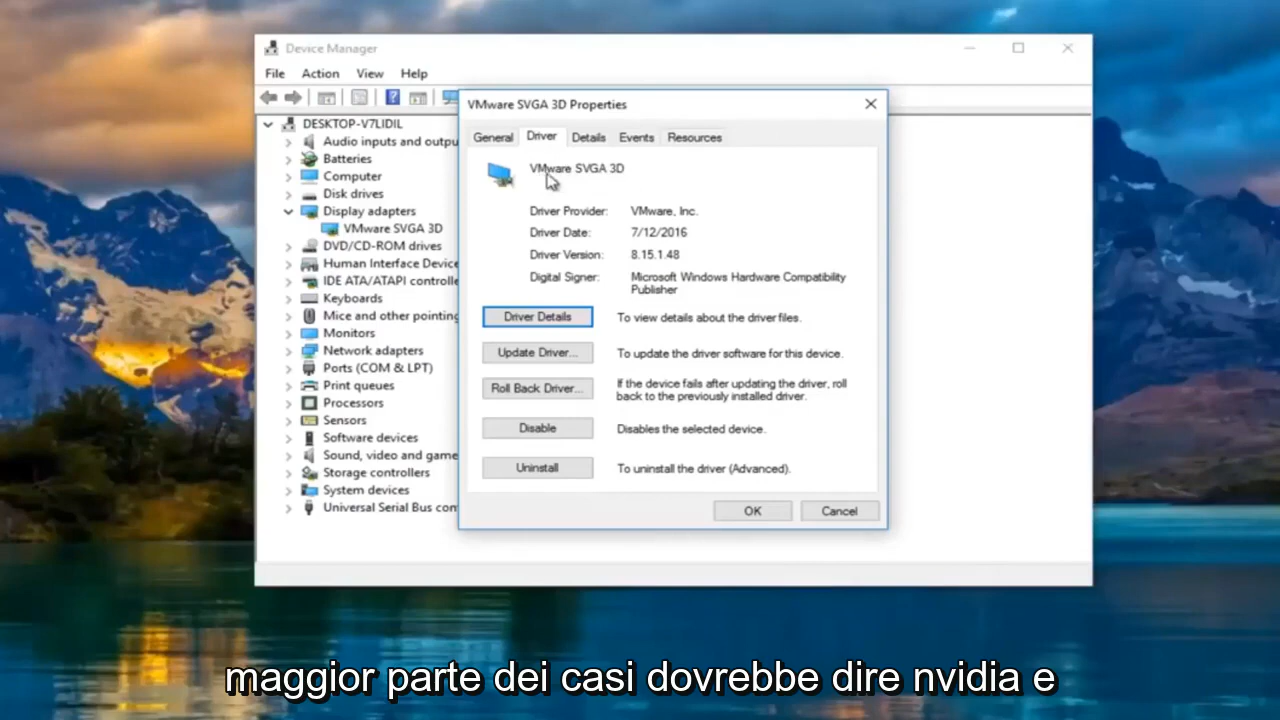 Device Manager
File Action View Help
DESKTOP-V7LIDIL
Audio inputs and outpu
Batteries
Computer
Disk drives
Display adapters
VMware SVGA 3D
DVD/CD-ROM drives
Human Interface Device
IDE ATA/ATAPI controlle
Keyboards
Mice and other pointing
Monitors
Network adapters
Ports (COM & LPT)
Print queues
Processors
Sensors
Software devices
Sound, video and game
Storage controllers
System devices
Universal Serial Bus con
VMware SVGA 3D Properties
General Driver Details Events Resources
VMware SVGA 3D
Driver Provider: VMware, Inc.
Driver Date: 7/12/2016
Driver Version: 8.15.1.48
Digital Signer: Microsoft Windows Hardware Compatibility
Publisher
Driver Details To view details about the driver files.
Update Driver... To update the driver software for this device.
Roll Back Driver... If the device fails after updating the driver, roll
back to the previously installed driver.
Disable Disables the selected device.
Uninstall To uninstall the driver (Advanced).
OK Cancel
maggior parte dei casi dovrebbe dire nvidia e